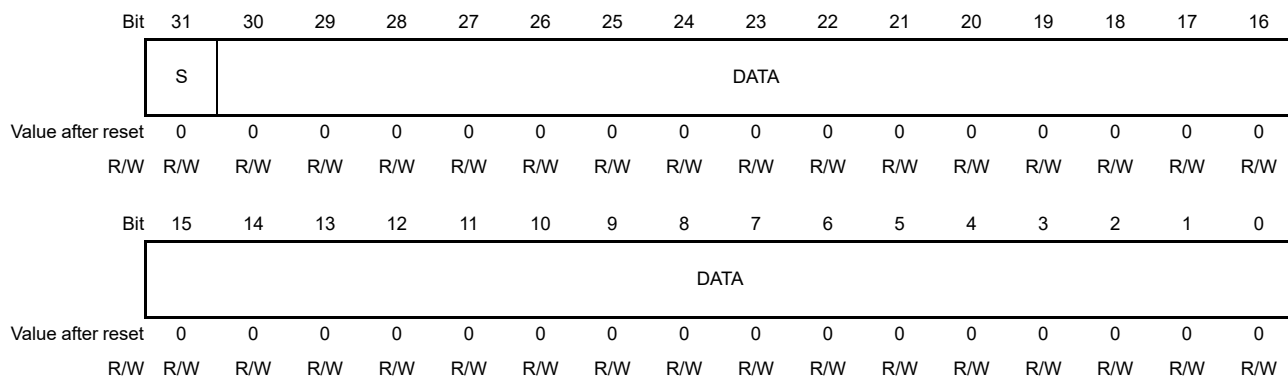 Bit 31 30 29 28 27 26 25 24 23 22 21 20 19 18 17 16
S DATA
Value after reset 0 0 0 0 0 0 0 0 0 0 0 0 0 0 0 0
R/W R/W R/W R/W R/W R/W R/W R/W R/W R/W R/W R/W R/W R/W R/W R/W R/W
Bit 15 14 13 12 11 10 9 8 7 6 5 4 3 2 1 0
DATA
Value after reset 0 0 0 0 0 0 0 0 0 0 0 0 0 0 0 0
R/W R/W R/W R/W R/W R/W R/W R/W R/W R/W R/W R/W R/W R/W R/W R/W R/W